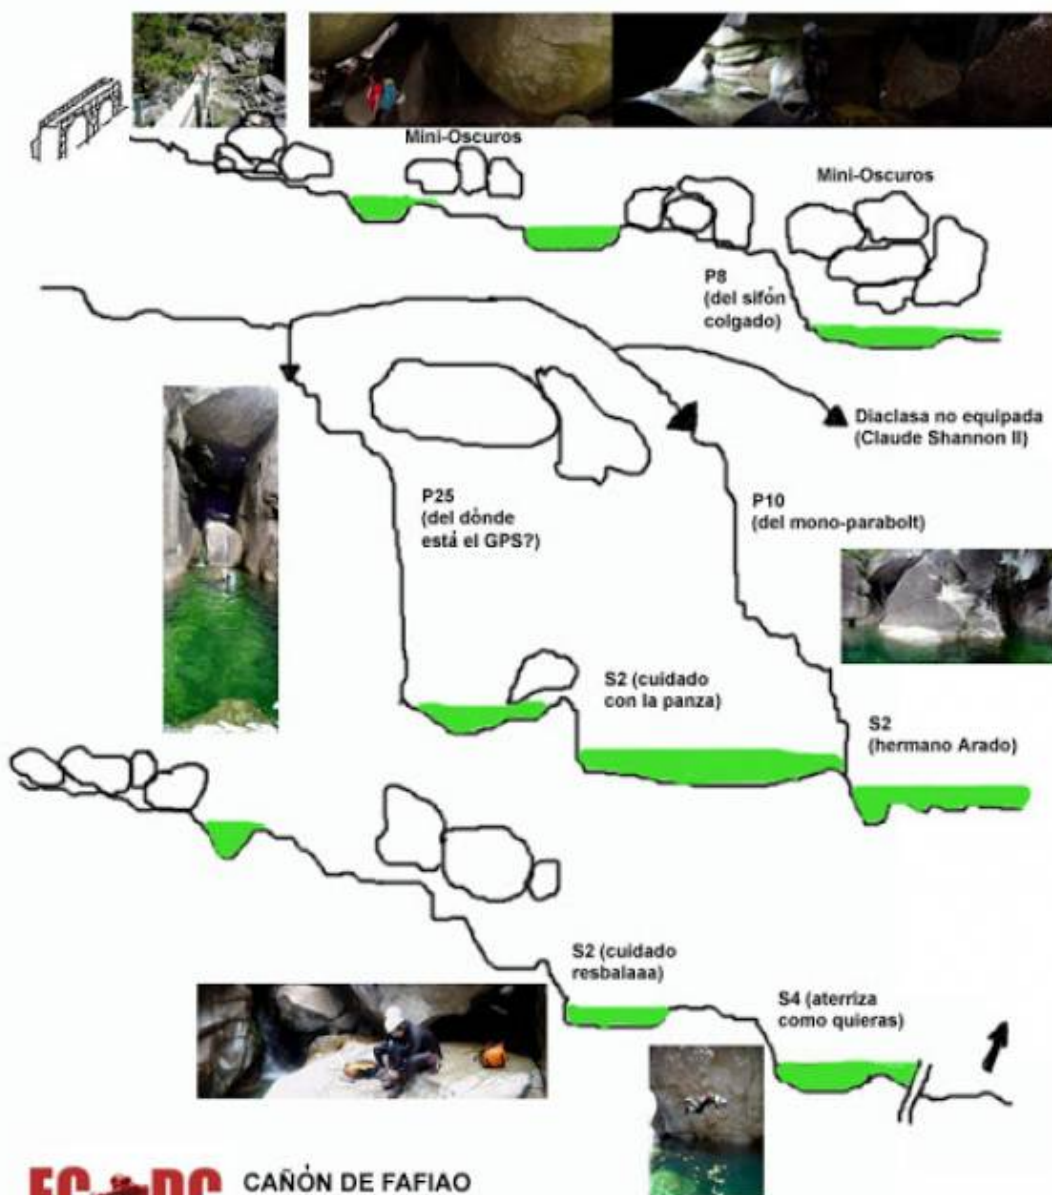 Mini-Oscuros
Mini-Oscuros
P8
(del sifón
colgado)
Diaclasa no equipada
(Claude Shannon II)
P25
(del dónde
está el GPS?)
P10
(del mono-parabolt)
S2 (cuidado
con la panza)
S2
(hermano Arado)
S2 (cuidado
resbalaaa)
S4 (aterriza
como quieras)
CAÑÓN DE FAFIAO